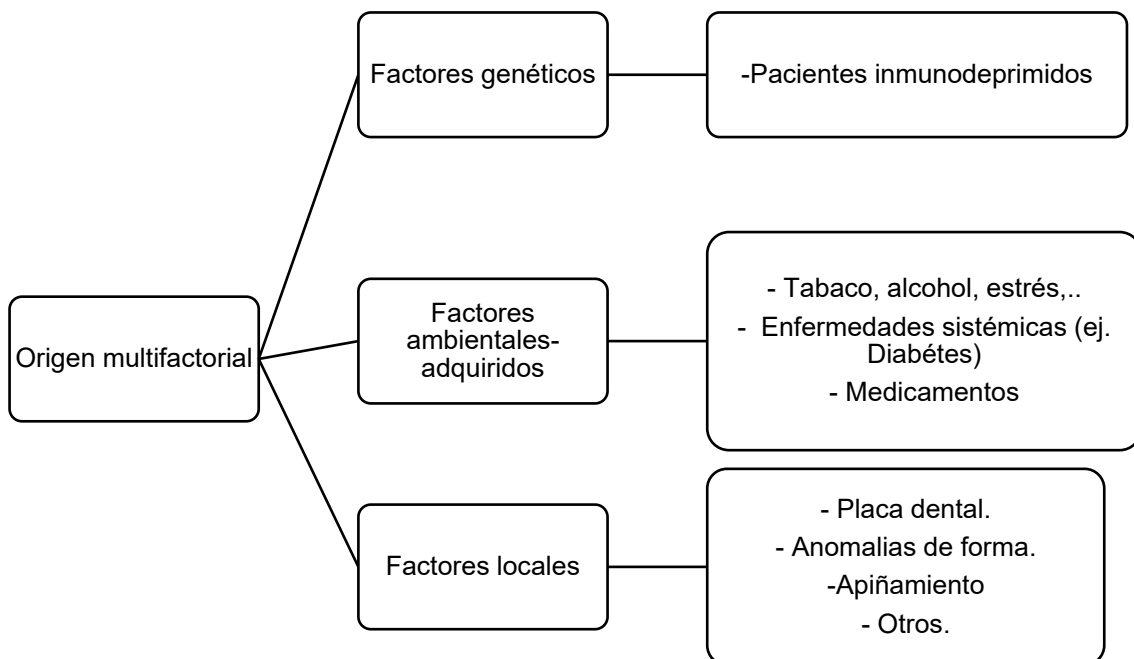 Origen multifactorial
Factores genéticos
-Pacientes inmunodeprimidos
Factores
ambientales-
adquiridos
- Tabaco, alcohol, estrés,..
- Enfermedades sistémicas (ej.
Diabétes)
- Medicamentos
Factores locales
- Placa dental.
- Anomalias de forma.
-Apiñamiento
- Otros.